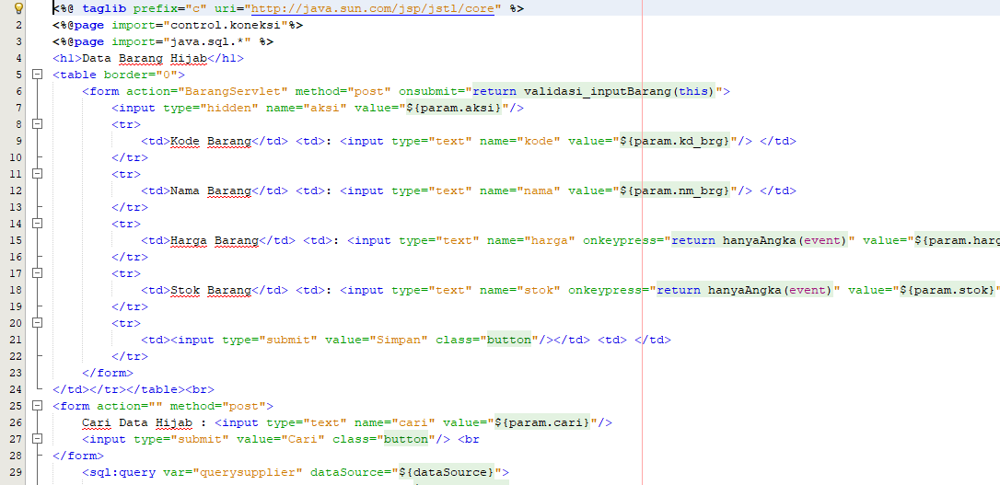 <%@ taglib prefix="c" uri="http://java.sun.com/jsp/jstl/core" %>
2 <%@page import="control.koneksi"%>
3 <%@page import="java.sql.*" %>
4 <h1>Data Barang Hijab</h1>
5 <table border="0">
6 <form action="BarangServlet" method="post" onsubmit="return validasi_inputBarang(this)">
7 <input type="hidden" name="aksi" value="${param.aksi}"/>
8 <tr>
9 <td>Kode Barang</td> <td>: <input type="text" name="kode" value="${param.kd_brg}"/> </td>
10 </tr>
11 <tr>
12 <td>Nama Barang</td> <td>: <input type="text" name="nama" value="${param.nm_brg}"/> </td>
13 </tr>
14 <tr>
15 <td>Harga Barang</td> <td>: <input type="text" name="harga" onkeypress="return hanyaAngka(event)" value="${param.harg
16 </tr>
17 <tr>
18 <td>Stok Barang</td> <td>: <input type="text" name="stok" onkeypress="return hanyaAngka(event)" value="${param.stok}"
19 </tr>
20 <tr>
21 <td><input type="submit" value="Simpan" class="button"/></td> <td> </td>
22 </tr>
23 </form>
24 </td></tr></table><br>
25 <form action="" method="post">
26 Cari Data Hijab : <input type="text" name="cari" value="${param.cari}"/>
27 <input type="submit" value="Cari" class="button"/> <br
28 </form>
29 <sql:query var="querysupplier" dataSource="${dataSource}">